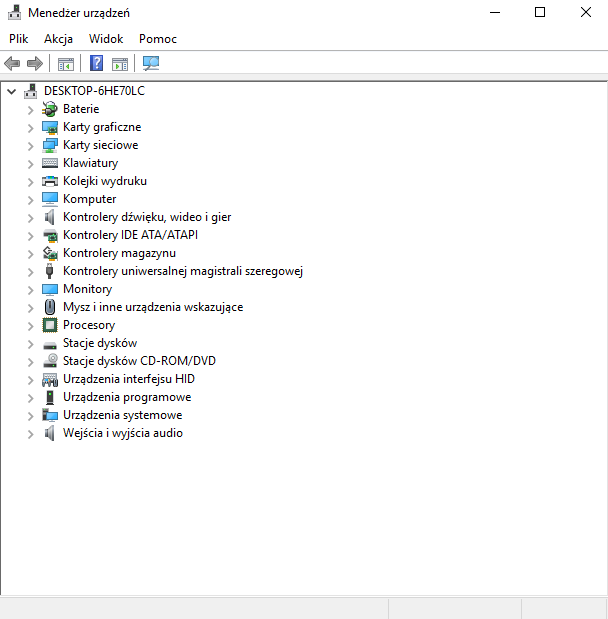 Menedżer urządzeń
Plik Akcja Widok Pomoc
DESKTOP-6HE70LC
Baterie
Karty graficzne
Karty sieciowe
Klawiatury
Kolejki wydruku
Komputer
Kontrolery dźwięku, wideo i gier
Kontrolery IDE ATA/ATAPI
Kontrolery magazynu
Kontrolery uniwersalnej magistrali szeregowej
Monitory
Mysz i inne urządzenia wskazujące
Procesory
Stacje dysków
Stacje dysków CD-ROM/DVD
Urządzenia interfejsu HID
Urządzenia programowe
Urządzenia systemowe
Wejścia i wyjścia audio